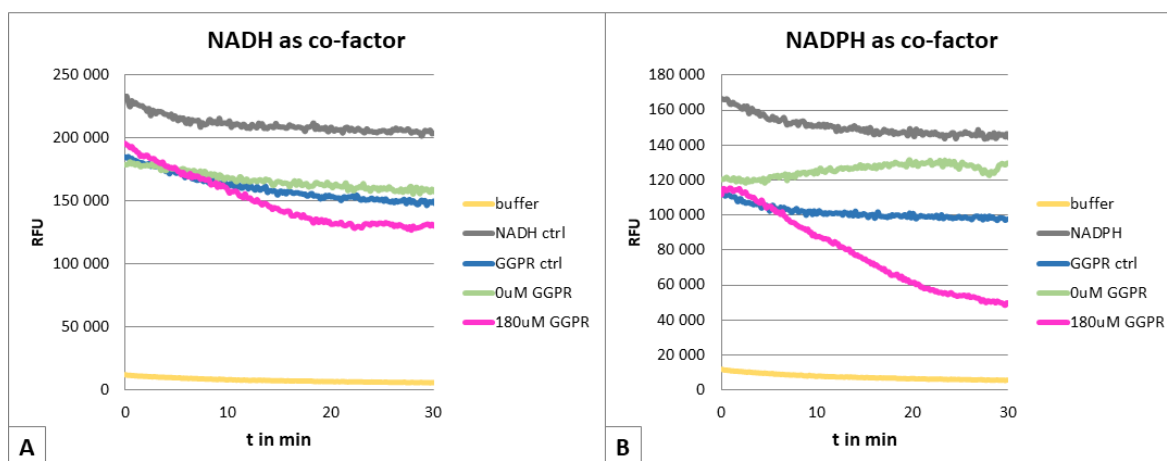 NADH as co-factor
250 000
200 000
150 000
100 000
50 000
0
RFU
0 10 20 30
t in min
buffer
NADH ctrl
GGPR ctrl
0uM GGPR
180uM GGPR
A
NADPH as co-factor
180 000
160 000
140 000
120 000
100 000
80 000
60 000
40 000
20 000
0
RFU
0 10 20 30
t in min
buffer
NADPH
GGPR ctrl
0uM GGPR
180uM GGPR
B